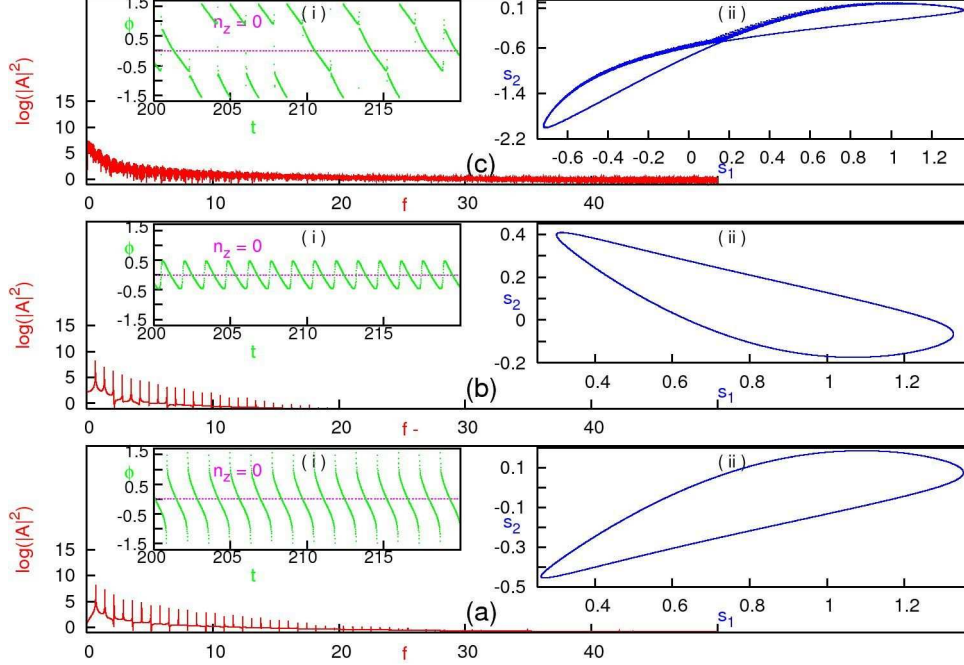 1.5
ϕ
n_z = 0
( i )
-0.5
-1.5
200 205 210 215
t
log(|A|^2)
15
10
5
0
0 10 20 30 40
f
(c)
( ii )
0.1
-0.6
s_2
-1.4
-2.2
-0.6 -0.4 -0.2 0 0.2 0.4 0.6 0.8 1 1.2
s_1
1.5
ϕ
n_z = 0
( i )
0.5
-0.5
-1.5
200 205 210 215
t
log(|A|^2)
15
10
5
0
0 10 20 30 40
f -
(b)
( ii )
0.4
0.2
s_2
0
-0.2
0.4 0.6 0.8 1 1.2
s_1
1.5
ϕ
n_z = 0
( i )
0.5
-0.5
-1.5
200 205 210 215
t
log(|A|^2)
15
10
5
0
0 10 20 30 40
f
(a)
( ii )
0.1
-0.1
s_2
-0.3
-0.5
0.4 0.6 0.8 1 1.2
s_1